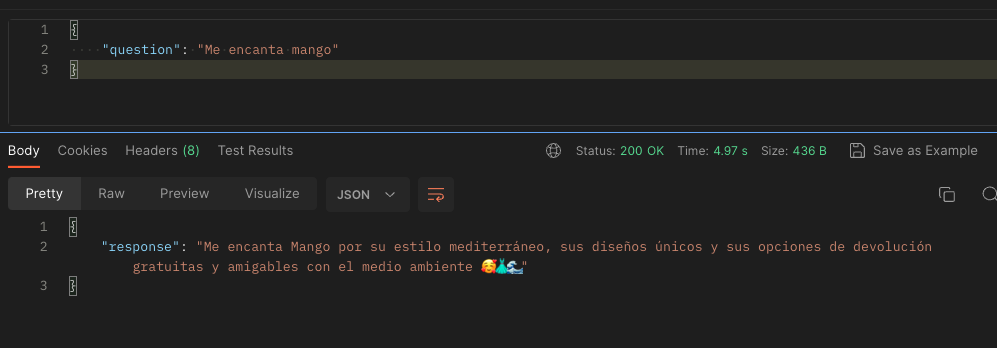 1 {
2 "question": "Me encanta mango"
3 }
Body Cookies Headers (8) Test Results Status: 200 OK Time: 4.97 s Size: 436 B Save as Example
Pretty Raw Preview Visualize JSON
1 {
2 "response": "Me encanta Mango por su estilo mediterráneo, sus diseños únicos y sus opciones de devolución
gratuitas y amigables con el medio ambiente 🥰👗🌊"
3 }